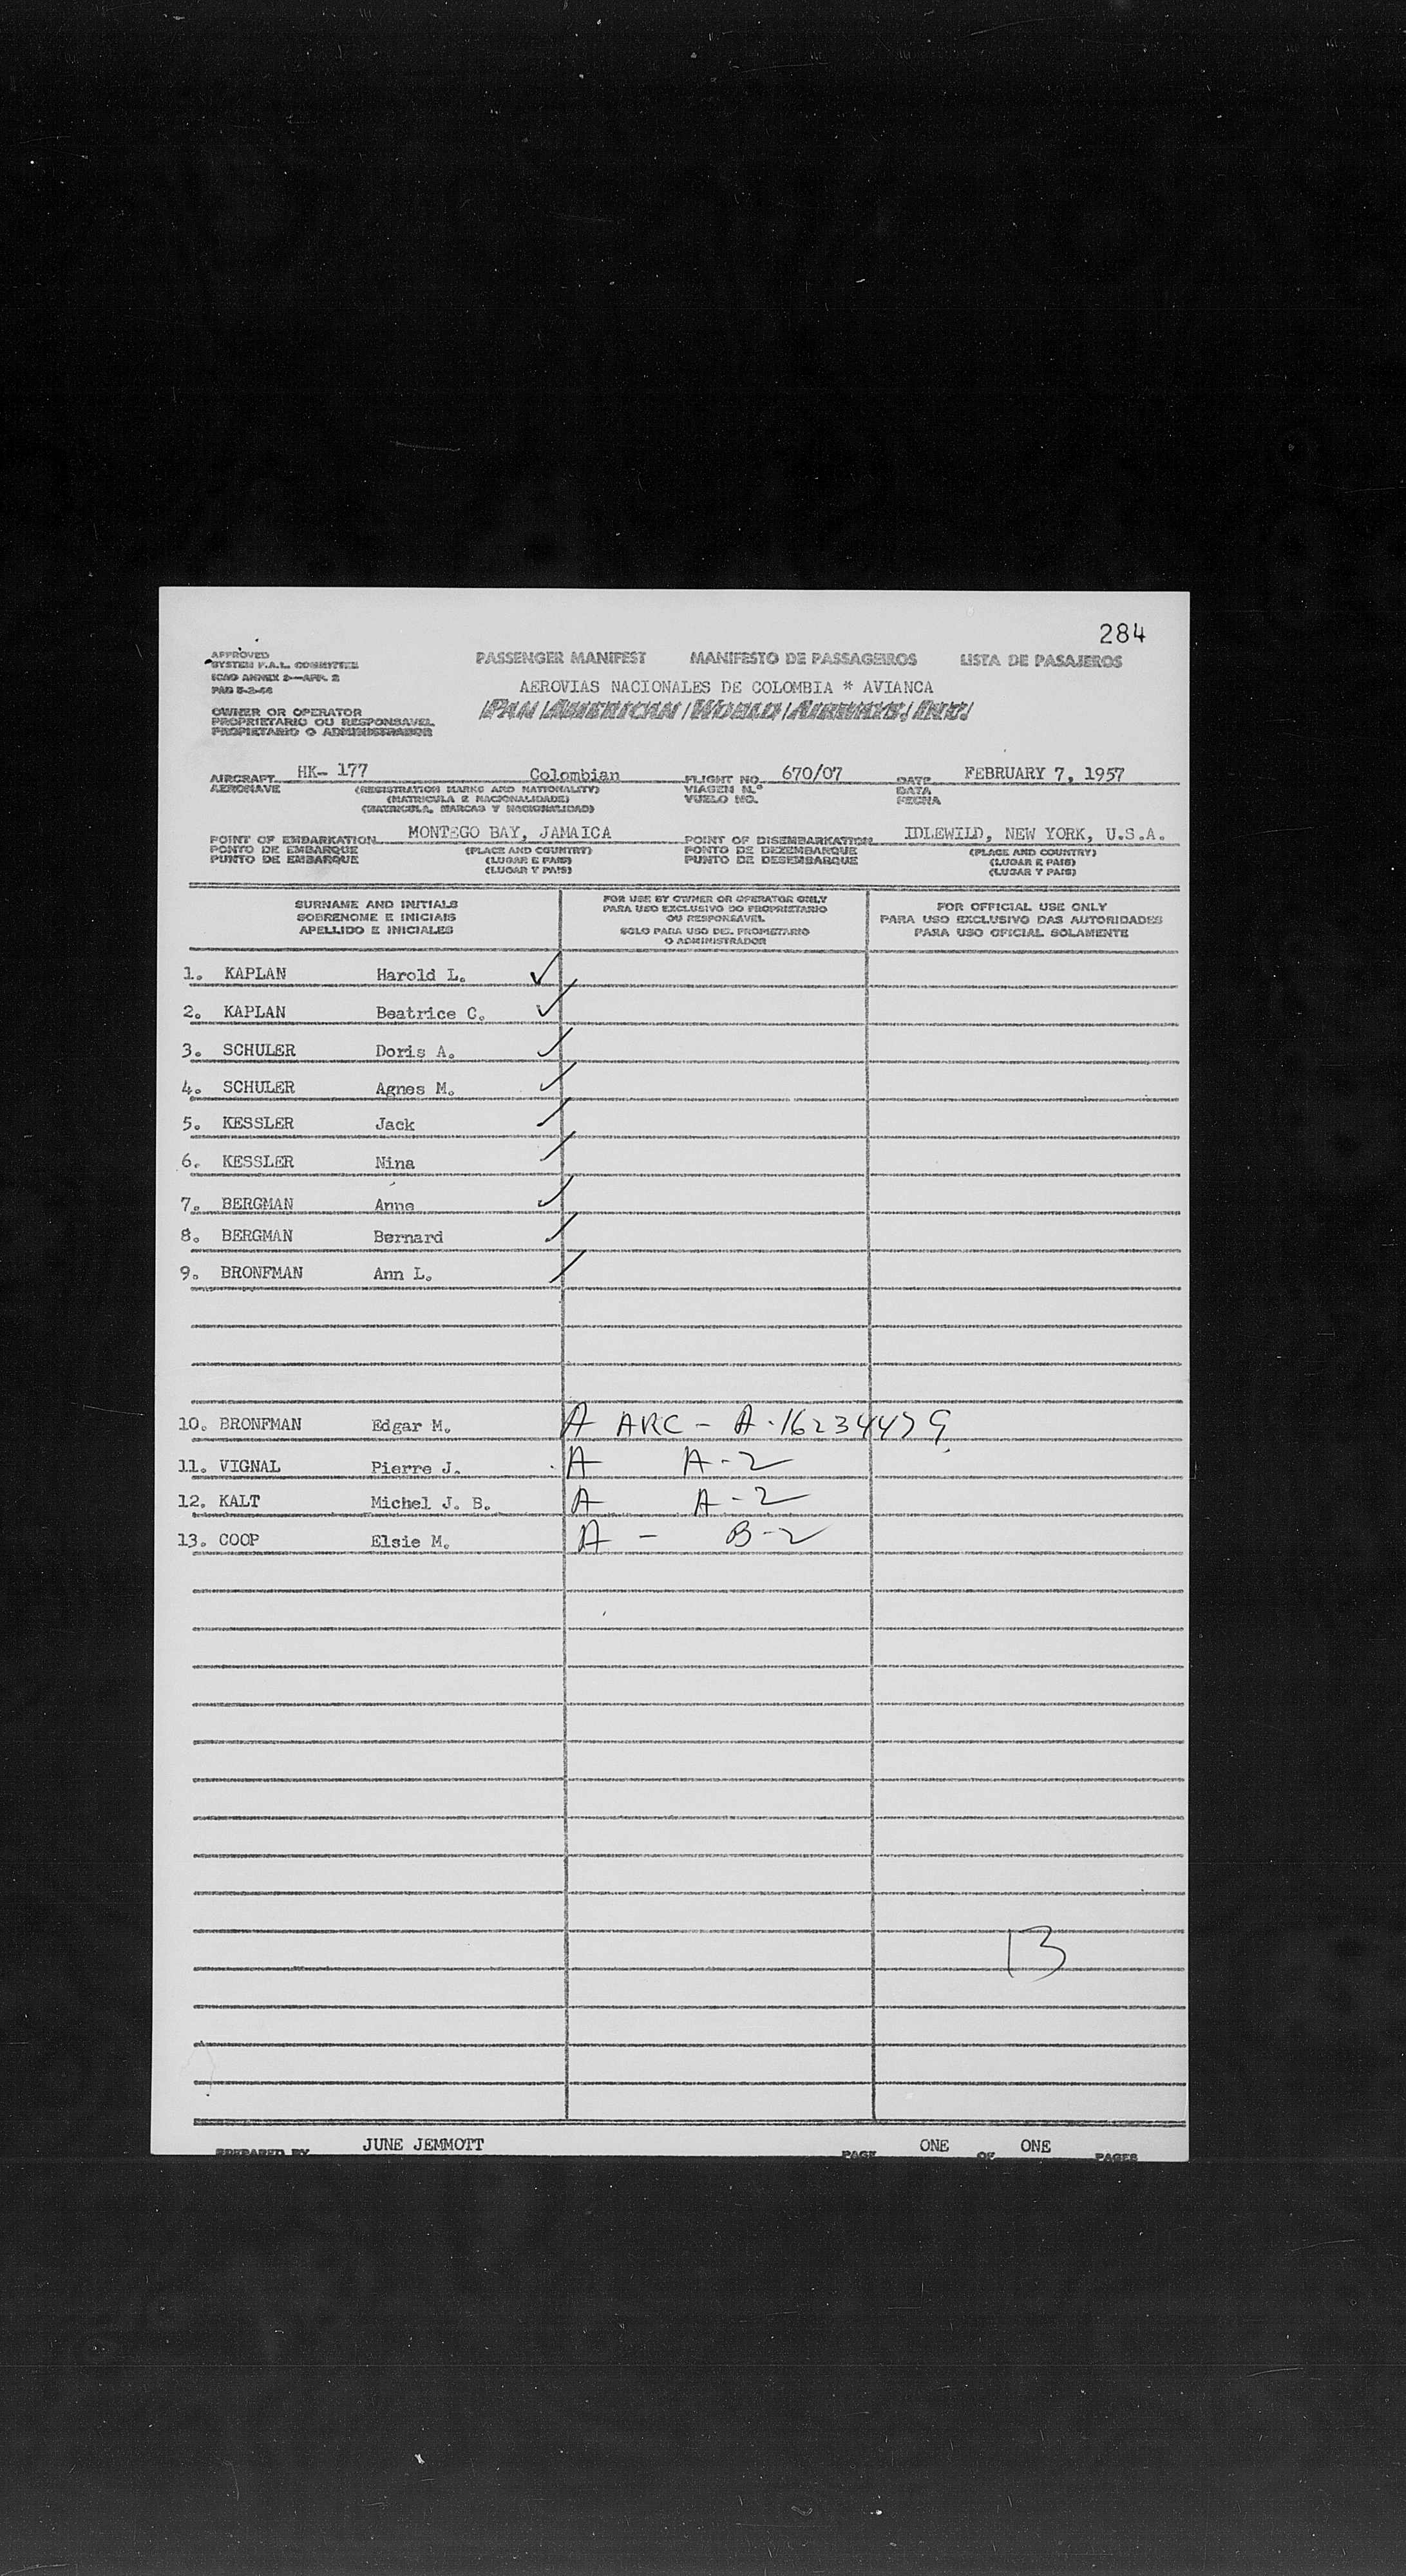 284
APPROVED
SYSTEM F.A.L. COMMITTEE
ICAO ANNEX 9—APP. 2
PAD 5-2-46
PASSENGER MANIFEST MANIFESTO DE PASSAGEIROS LISTA DE PASAJEROS
AEROVIAS NACIONALES DE COLOMBIA * AVIANCA
PAN AMERICAN WORLD AIRWAYS, INC.
OWNER OR OPERATOR
PROPRIETARIO OU RESPONSAVEL
PROPIETARIO O ADMINISTRADOR
AIRCRAFT HK- 177 Colombian FLIGHT NO. 670/07 DATE FEBRUARY 7, 1957
AERONAVE (REGISTRATION MARKS AND NATIONALITY) VIAGEN N.º DATA
(MATRICULA E NACIONALIDADE) VUELO NO. FECHA
(MATRICULA, MARCAS Y NACIONALIDAD)
POINT OF EMBARKATION MONTEGO BAY, JAMAICA POINT OF DISEMBARKATION IDLEWILD, NEW YORK, U.S.A.
PONTO DE EMBARQUE (PLACE AND COUNTRY) PONTO DE DEZEMBARQUE (PLACE AND COUNTRY)
PUNTO DE EMBARQUE (LUGAR E PAIS) PUNTO DE DESEMBARQUE (LUGAR E PAIS)
(LUGAR Y PAIS) (LUGAR Y PAIS)
SURNAME AND INITIALS
SOBRENOME E INICIAIS
APELLIDO E INICIALES
FOR USE BY OWNER OR OPERATOR ONLY
PARA USO EXCLUSIVO DO PROPRIETARIO
OU RESPONSAVEL
SOLO PARA USO DEL PROPIETARIO
O ADMINISTRADOR
FOR OFFICIAL USE ONLY
PARA USO EXCLUSIVO DAS AUTORIDADES
PARA USO OFICIAL SOLAMENTE
1. KAPLAN Harold L. ✓
2. KAPLAN Beatrice C. ✓
3. SCHULER Doris A. ✓
4. SCHULER Agnes M. ✓
5. KESSLER Jack ✓
6. KESSLER Nina ✓
7. BERGMAN Anne ✓
8. BERGMAN Bernard ✓
9. BRONFMAN Ann L. ✓
10. BRONFMAN Edgar M. A ARC - A-16234479
11. VIGNAL Pierre J. A A-2
12. KALT Michel J. B. A A-2
13. COOP Elsie M. A - B-2
13
PREPARED BY JUNE JEMMOTT PAGE ONE OF ONE PAGES